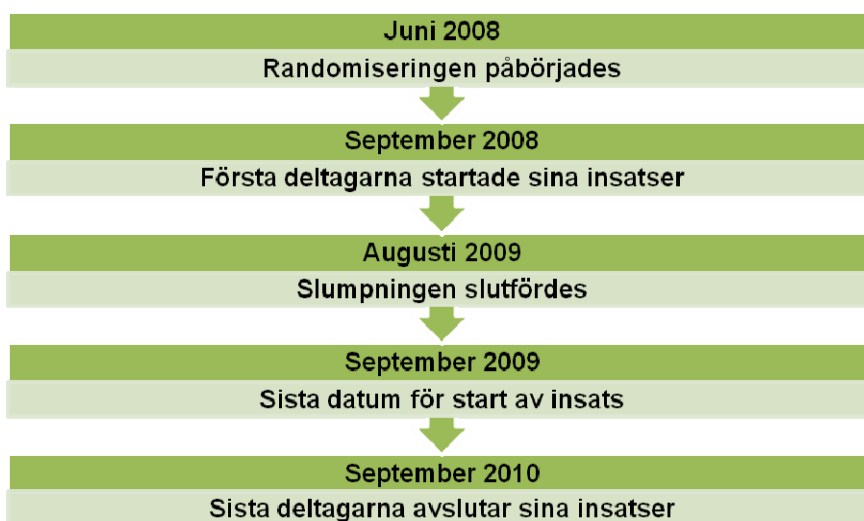 Juni 2008
Randomiseringen påbörjades
September 2008
Första deltagarna startade sina insatser
Augusti 2009
Slumpningen slutfördes
September 2009
Sista datum för start av insats
September 2010
Sista deltagarna avslutar sina insatser